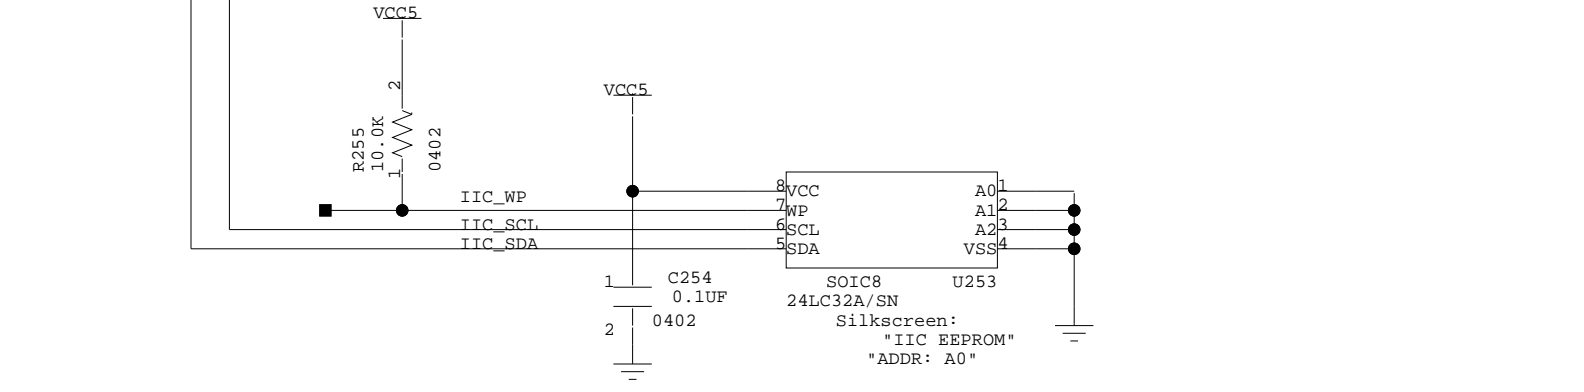 VCC5
2
R255
10.0K
0402
1
VCC5
IIC_WP
IIC_SCL
IIC_SDA
8 VCC
7 WP
6 SCL
5 SDA
A0 1
A1 2
A2 3
VSS 4
1
C254
0.1UF
0402
2
SOIC8
U253
24LC32A/SN
Silkscreen:
"IIC EEPROM"
"ADDR: A0"